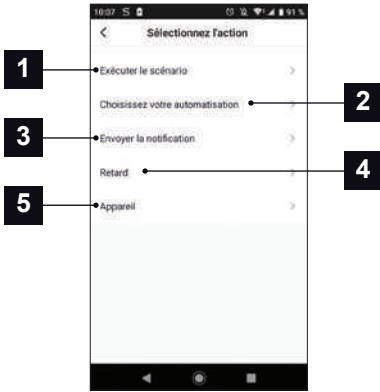 10:07 S 91 %
Sélectionnez l'action
1
Exécuter le scénario
Choisissez votre automatisation
2
3
Envoyer la notification
Retard
4
5
Appareil